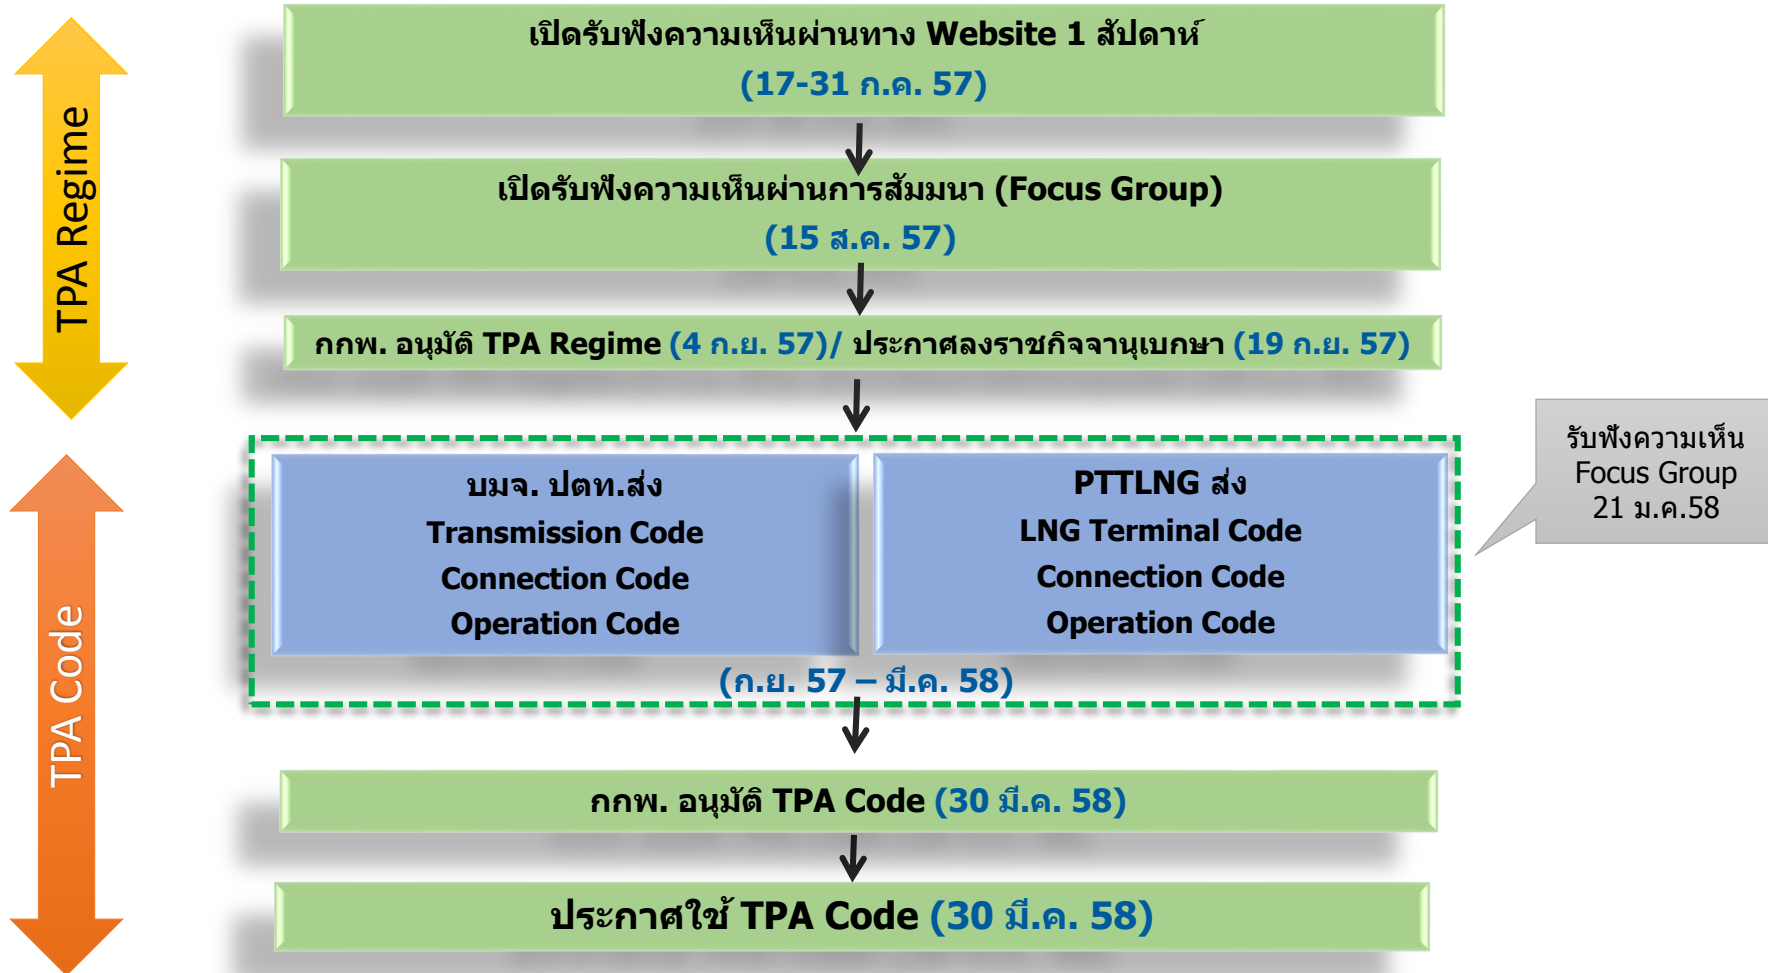 TPA Regime
เปิดรับฟังความเห็นผ่านทาง Website 1 สัปดาห์
(17-31 ก.ค. 57)
เปิดรับฟังความเห็นผ่านการสัมมนา (Focus Group)
(15 ส.ค. 57)
กกพ. อนุมัติ TPA Regime (4 ก.ย. 57)/ ประกาศลงราชกิจจานุเบกษา (19 ก.ย. 57)
TPA Code
บมจ. ปตท.ส่ง
Transmission Code
Connection Code
Operation Code
PTTLNG ส่ง
LNG Terminal Code
Connection Code
Operation Code
(ก.ย. 57 – มี.ค. 58)
รับฟังความเห็น
Focus Group
21 ม.ค.58
กกพ. อนุมัติ TPA Code (30 มี.ค. 58)
ประกาศใช้ TPA Code (30 มี.ค. 58)